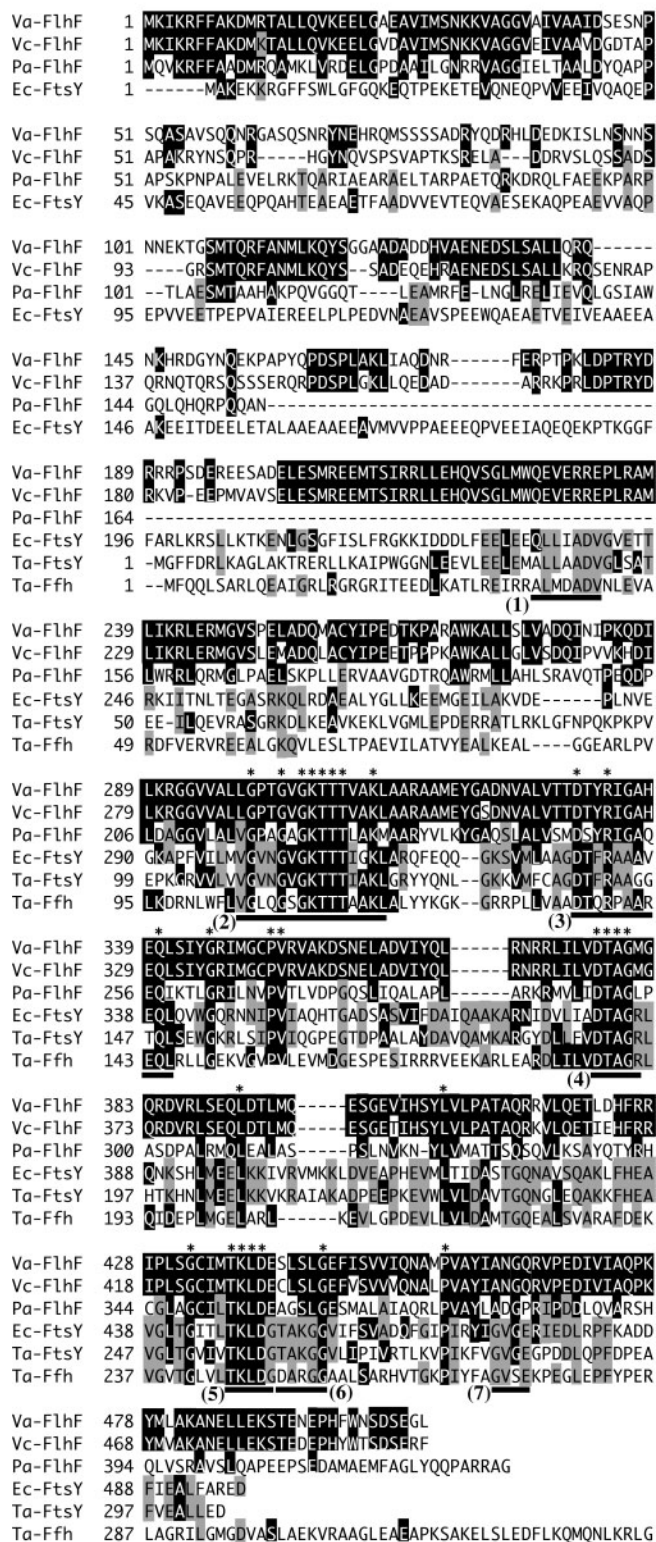 Va-FlhF 1 MKIKRFFAKDMRTALLQVKEELGAEAVIMSNKKVAGGVAIVAAIDSESNP
Vc-FlhF 1 MKIKRFFAKDMKTALLQVKEELGVDAVIMSNKKVAGGVEIVAAVDGDTAP
Pa-FlhF 1 MQVKRFFAADMRQAMKLVRDELGPDAAILGNRRVAGGIELTAALDYQAPP
Ec-FtsY 1 ------MAKEKKRGFFSWLGFGQKEQTPEKETEVQNEQPVVEEIVQAQEP
Va-FlhF 51 SQASAVSQQNRGASQSNRYNEHRQMSSSSADRYQDRHLDEDKISLNSNNS
Vc-FlhF 51 APAKRYNSQPR-----HGYNQVSPSVAPTKSRELA---DDRVSLQSSADS
Pa-FlhF 51 APSKPNPALEVELRKTQARIAEARAELTARPAETQRKDRQLFAEEKPARP
Ec-FtsY 45 VKASEQAVEEQPQAHTEAEAETFAADVVEVTEQVAESEKAQPEAEVVAQP
Va-FlhF 101 NNEKTGSMTQRFANMLKQYSGGAADADDHVAENEDSLSALLQRQ------
Vc-FlhF 93 ----GRSMTQRFANMLKQYS--SADEQEHRAENEDSLSALLKRQSENRAP
Pa-FlhF 101 --TLAESMTAAHAKPQVGGQT---LEAMRFE-LNGLRELIEVQLGSIAW
Ec-FtsY 95 EPVVEETPEPVAIEREELPLPEDVNAEAVSPEEWQAEAETVEIVEAAEEA
Va-FlhF 145 NKHRDGYNQEKPAPYQPDSPLAKLIAQDNR------FERPTPKLDPTRYD
Vc-FlhF 137 QRNQTQRSQSSSERQRPDSPLGKLLQEDAD------ARRKPRLDPTRYD
Pa-FlhF 144 GQLQHQRPQQAN--------------------------------------
Ec-FtsY 146 AKEEITDEELETALAAEAAEEAVMVVPPAEEEQPVEEIAQEQEKPTKGGF
Va-FlhF 189 RRRPSDEREESADELESMREEMTSIRRLLEHQVSGLMWQEVERREPLRAM
Vc-FlhF 180 RKVP-EEPMVAVSELESMREEMTSIRRLLEHQVSGLMWQEVERREPLRAM
Pa-FlhF 164 --------------------------------------------------
Ec-FtsY 196 FARLKRSLLKTKENLGSGFISLFRGKKIDDDLFEELEEQLLIADVGVETT
Ta-FtsY 1 -MGFFDRLKAGLAKTRERLLKAIPWGGNLEEVLEELEMALLAADVGLSAT
Ta-Ffh 1 ---MFQQLSARLQEAIGRLRGRGRITEEDLKATLREIRRALMDADVNLEVA
(1)
Va-FlhF 239 LIKRLERMGVSPELADQMACYIPEDTKPARAWKALLSLVADQINIPKQDI
Vc-FlhF 229 LIKRLERMGVSLEMADQLACYIPEETPPPKAWKALLGLVSDQIPVVKHDI
Pa-FlhF 156 LWRRLQRMGLPAELSKPLLERVAAVGDTRQAWRMLLAHLSRAVQTPEQDP
Ec-FtsY 246 RKIITNLTEGASRKQLRDAEALYGLLKEEMGEILAKVDE-----PLNVE
Ta-FtsY 50 EE-ILQEVRASGRKDLKEAVKEKLVGMLEPDERRATLRKLGFNPQKPKPV
Ta-Ffh 49 RDFVERVREEALGKQVLESLTPAEVILATVYEALKEAL----GGEARLPV
* * ***** * * *
Va-FlhF 289 LKRGGVVALLGPTGVGKTTTVAKLAARAAMEYGADNVALVTTDTYRIGAH
Vc-FlhF 279 LKRGGVVALLGPTGVGKTTTVAKLAARAAMEYGSDNVALVTTDTYRIGAH
Pa-FlhF 206 LDAGGVLALVGPAGAGKTTTLAKMAARYVLKYGAQSLALVSMDSYRIGAQ
Ec-FtsY 290 GKAPFVILMVGVNGVGKTTTIGKLARQFEQQ--GKSVMLAAGDTFRAAAV
Ta-FtsY 99 EPKGRVVLVVGVNGVGKTTTIAKLGRYYQNL--GKKVMFCAGDTFRAAGG
Ta-Ffh 95 LKDRNLWFLVGLQGSGKTTTAAKLALYYKGK--GRRPLLVAADTQRPAAR
(2) (3)
* * ** ****
Va-FlhF 339 EQLSIYGRIMGCPVRVAKDSNELADVIYQL------RNRRLILVDTAGMG
Vc-FlhF 329 EQLSIYGRIMGCPVRVAKDSNELADVIYQL------RNRRLILVDTAGMG
Pa-FlhF 256 EQIKTLGRILNVPVTLVDPGQSLIQALAPL------ARKRMVLIDTAGLP
Ec-FtsY 338 EQLQVWGQRNNIPVIAQHTGADSASVIFDAIQAAKARNIDVLIADTAGRL
Ta-FtsY 147 TQLSEWGKRLSIPVIQGPEGTDPAALAYDAVQAMKARGYDLLFVDTAGRL
Ta-Ffh 143 EQLRLLGEKVGVPVLEVMDGESPESIRRRVEEKARLEARDLILVDTAGRL
(4)
* *
Va-FlhF 383 QRDVRLSEQLDTLMQ-----ESGEVIHSYLVLPATAQRRVLQETLDHFRR
Vc-FlhF 373 QRDVRLSEQLDTLMQ-----ESGETIHSYLVLPATAQRKVLQETIEHFRR
Pa-FlhF 300 ASDPALRMQLEALAS-----PSLNVKN-YLVMATTSQSQVLKSAYQTYRH
Ec-FtsY 388 QNKSHLMEELKKIVRVMKKLDVEAPHEVMLTIDASTGQNAVSQAKLFHEA
Ta-FtsY 197 HTKHNLMEELKKVKRAIAKADPEEPKEVWLVLDAVTGQNGLEQAKKFHEA
Ta-Ffh 193 QIDEPLMGELARL------KEVLGPDEVLLVLDAMTGQEALSVARAFDEK
* **** * *
Va-FlhF 428 IPLSGCIMTKLDESLSLGEFISVVIQNAMPVAYIANGQRVPEDIVIAQPK
Vc-FlhF 418 IPLSGCIMTKLDESLSLGEFVSVVVQNALPVAYIANGQRVPEDIVIAQPK
Pa-FlhF 344 CGLAGCILTKLDEAGSLGESMALAIAQRLPVAYLADGPRIPDDLQVARSH
Ec-FtsY 438 VGLTGITLTKLDGTAKGGVIFSVADQFGIPIRYIGVGERIEDLRPFKADD
Ta-FtsY 247 VGLTGVIVTKLDGTAKGGVLIPIVRTLKVPIKFVGVGEGPDDLQPFDPEA
Ta-Ffh 237 VGVTGLVLTKLDGDARGGAALSARHVTGKPIYFAGVSEKPEGLEPFYPER
(5) (6) (7)
Va-FlhF 478 YMLAKANELLEKSTENEPHFWNSDSEGL
Vc-FlhF 468 YMVAKANELLEKSTEDEPHYWTSDSERF
Pa-FlhF 394 QLVSRAVSLQAPEEPSEDAMAEMFAGLYQQPARRAG
Ec-FtsY 488 FIEALFARED
Ta-FtsY 297 FVEALLED
Ta-Ffh 287 LAGRILGMGDVASLAEKVRAAGLEAEAPKSAKELSLEDFLKQMQNLKRLG